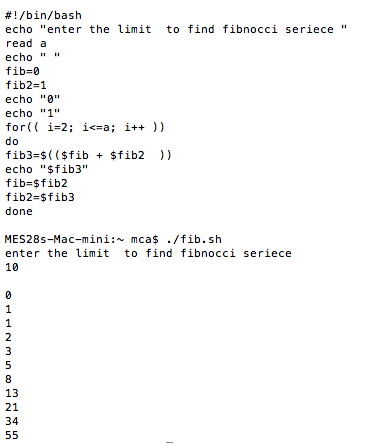 #!/bin/bash
echo "enter the limit  to find fibnocci seriece "
read a
echo " "
fib=0
fib2=1
echo "0"
echo "1"
for(( i=2; i<=a; i++ ))
do
fib3=$(($fib + $fib2  ))
echo "$fib3"
fib=$fib2
fib2=$fib3
done

MES28s-Mac-mini:~ mca$ ./fib.sh
enter the limit  to find fibnocci seriece
10

0
1
1
2
3
5
8
13
21
34
55